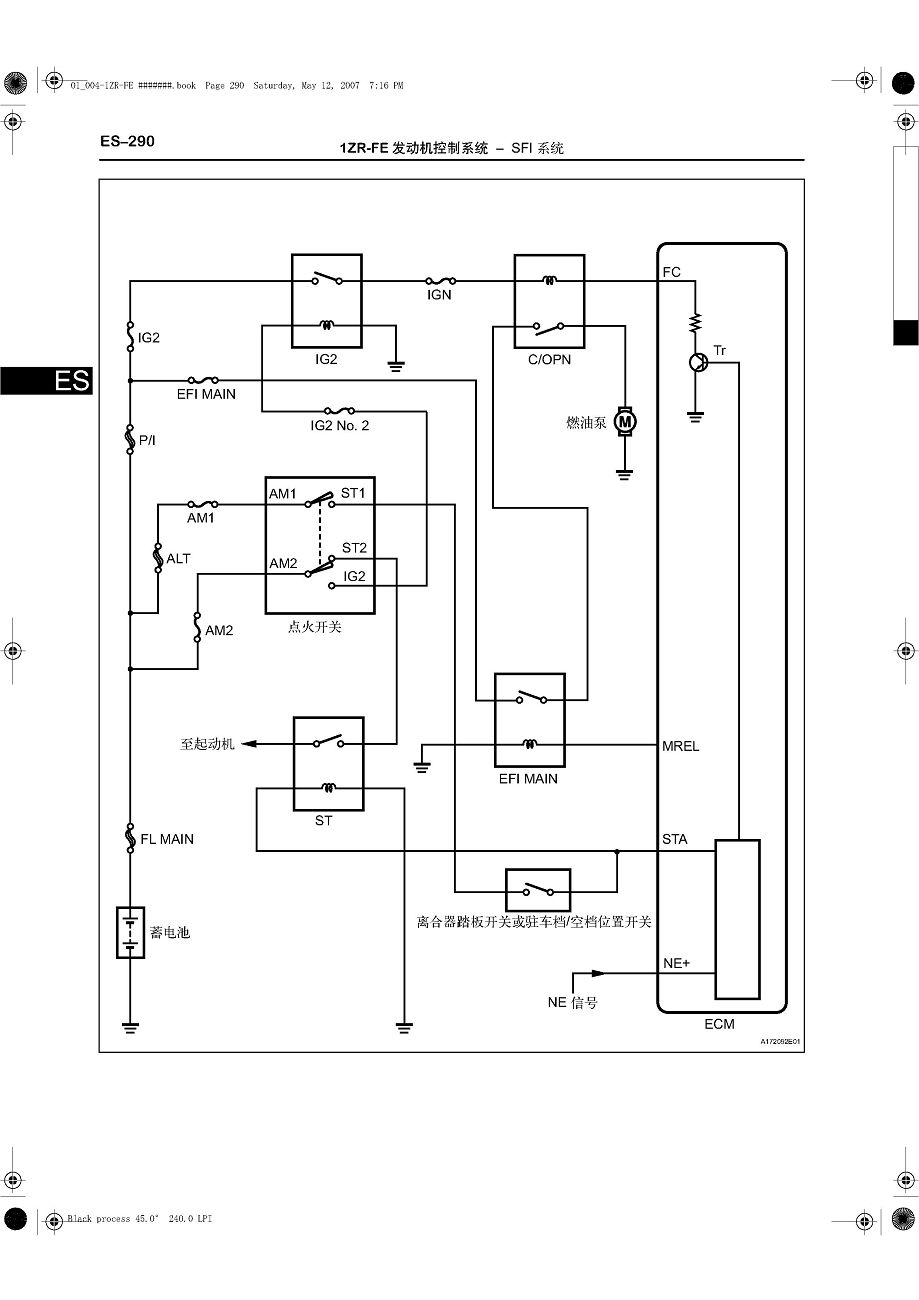 01_004-1ZR-FE #######.book Page 290 Saturday, May 12, 2007 7:16 PM
ES–290
1ZR-FE 发动机控制系统 – SFI 系统
FC
IGN
IG2
IG2
C/OPN
Tr
ES
EFI MAIN
IG2 No. 2
燃油泵
M
P/I
AM1
ST1
AM1
ST2
ALT
AM2
IG2
AM2
点火开关
至起动机
MREL
EFI MAIN
ST
FL MAIN
STA
离合器踏板开关或驻车档/空档位置开关
蓄电池
NE+
NE 信号
ECM
A172092E01
Black process 45.0° 240.0 LPI